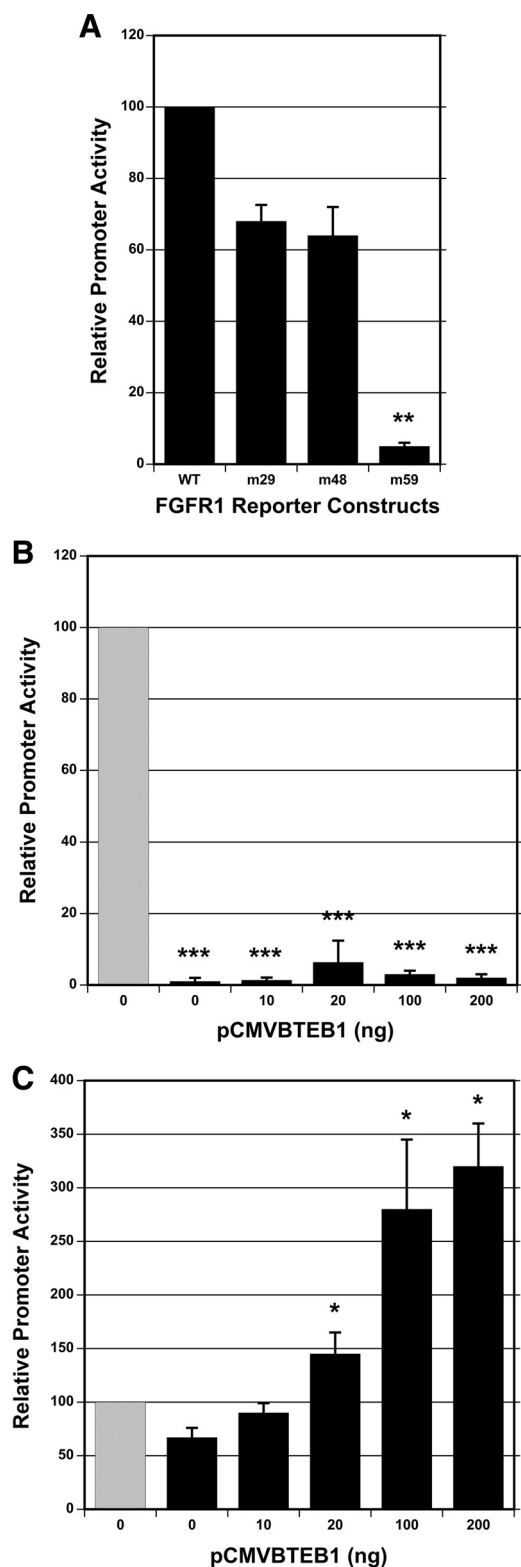 A
120
100
80
60
40
20
0
Relative Promoter Activity
**
WT m29 m48 m59
FGFR1 Reporter Constructs
B
120
100
80
60
40
20
0
Relative Promoter Activity
*** *** *** *** ***
0 0 10 20 100 200
pCMVBTEB1 (ng)
C
400
350
300
250
200
150
100
50
0
Relative Promoter Activity
* * *
0 0 10 20 100 200
pCMVBTEB1 (ng)